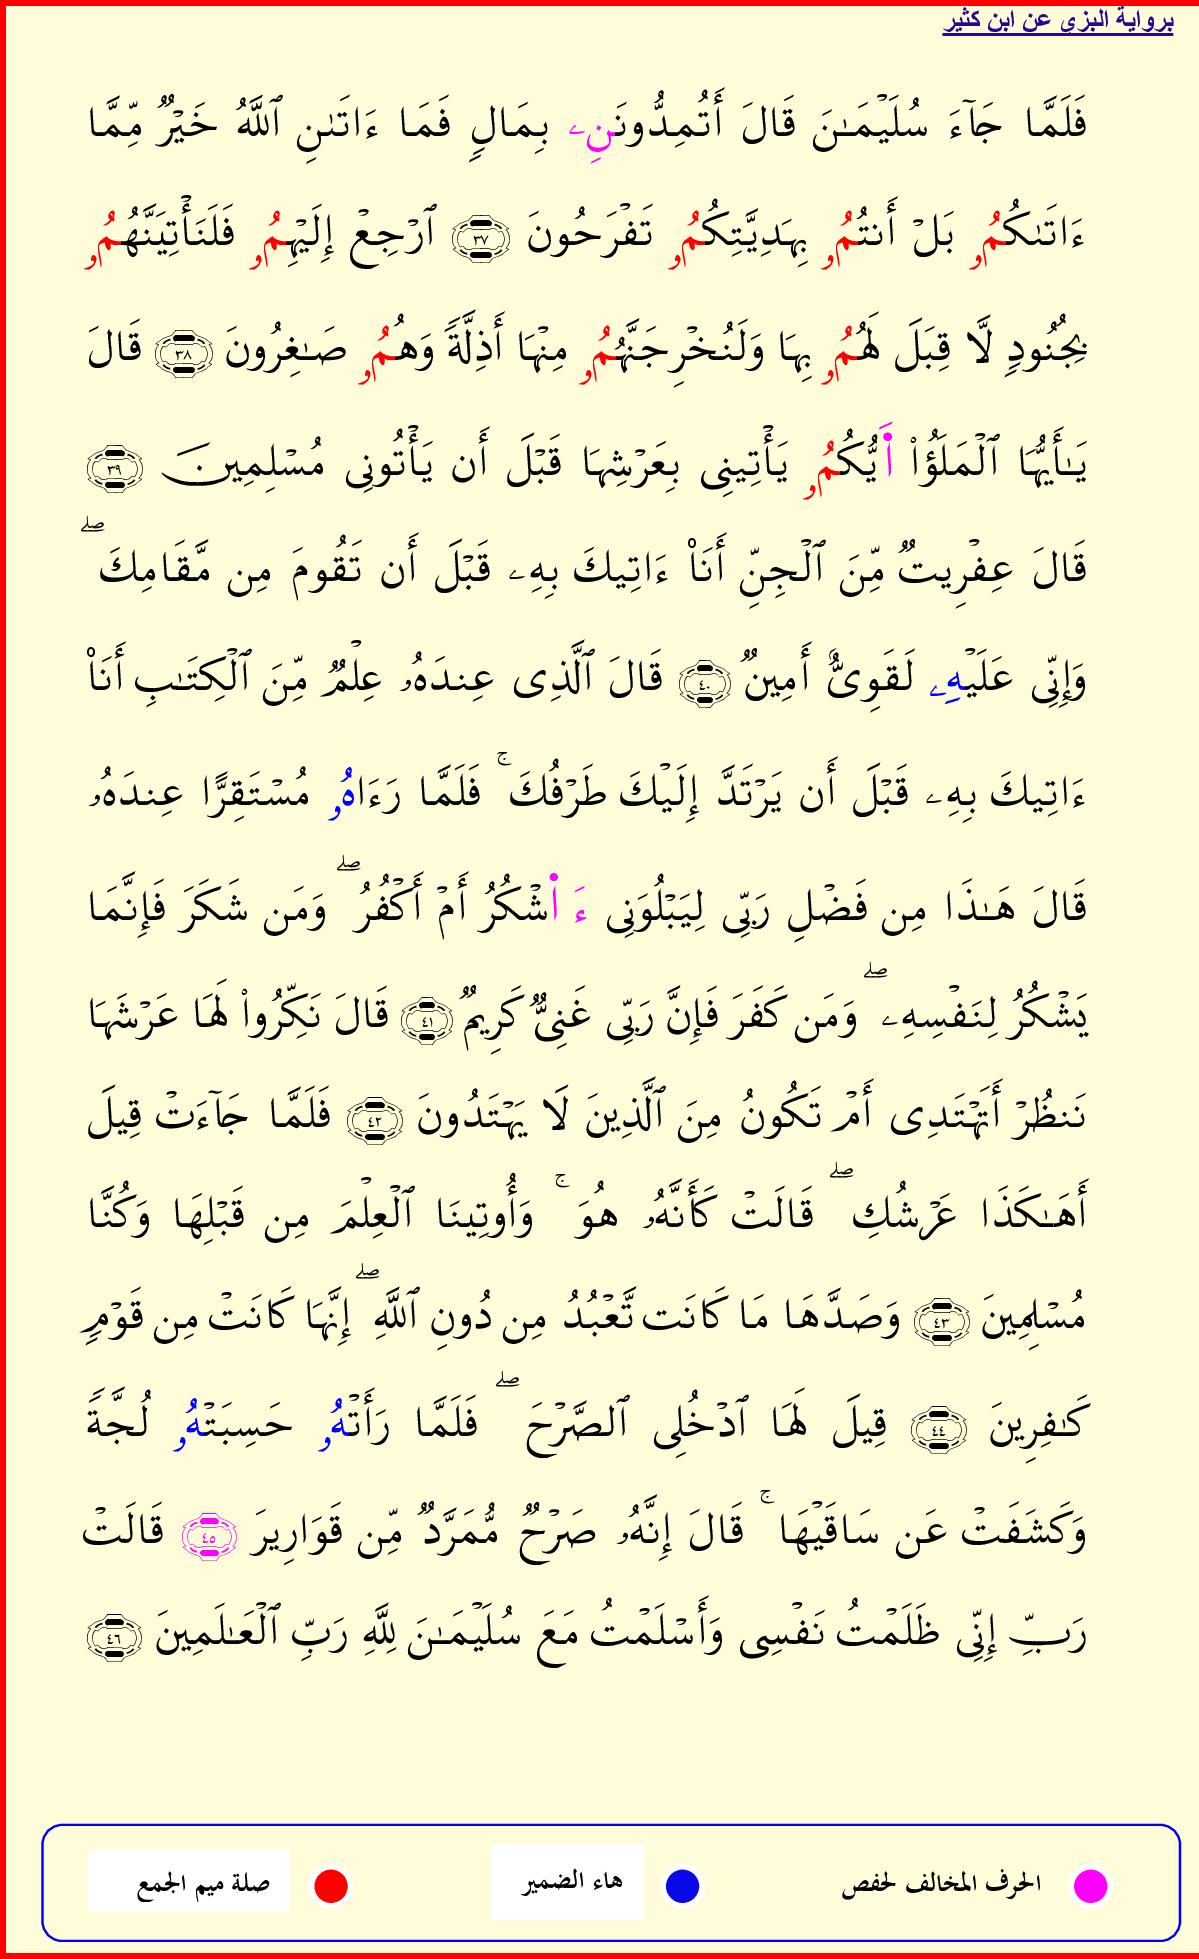 برواية البزى عن ابن كثير
فَلَمَّا جَآءَ سُلَيْمَـٰنَ قَالَ أَتُمِدُّونَنِۦ بِمَالٍ فَمَا ءَاتَىٰنِ ٱللَّهُ خَيْرٌ مِّمَّا
ءَاتَىٰكُمُۥ بَلْ أَنتُمُۥ بِهَدِيَّتِكُمُۥ تَفْرَحُونَ ٣٧ ٱرْجِعْ إِلَيْهِمُۥ فَلَنَأْتِيَنَّهُمُۥ
بِجُنُودٍ لَّا قِبَلَ لَهُمُۥ بِهَا وَلَنُخْرِجَنَّهُمُۥ مِنْهَا أَذِلَّةً وَهُمُۥ صَـٰغِرُونَ ٣٨ قَالَ
يَـٰأَيُّهَا ٱلْمَلَؤُا۟ أَيُّكُمُۥ يَأْتِينِى بِعَرْشِهَا قَبْلَ أَن يَأْتُونِى مُسْلِمِينَ ٣٩
قَالَ عِفْرِيتٌ مِّنَ ٱلْجِنِّ أَنَا۠ ءَاتِيكَ بِهِۦ قَبْلَ أَن تَقُومَ مِن مَّقَامِكَ ۖ
وَإِنِّى عَلَيْهِۦ لَقَوِىٌّ أَمِينٌ ٤٠ قَالَ ٱلَّذِى عِندَهُۥ عِلْمٌ مِّنَ ٱلْكِتَـٰبِ أَنَا۠
ءَاتِيكَ بِهِۦ قَبْلَ أَن يَرْتَدَّ إِلَيْكَ طَرْفُكَ ۚ فَلَمَّا رَءَاهُۥ مُسْتَقِرًّا عِندَهُۥ
قَالَ هَـٰذَا مِن فَضْلِ رَبِّى لِيَبْلُوَنِى ءَا۬شْكُرُ أَمْ أَكْفُرُ ۖ وَمَن شَكَرَ فَإِنَّمَا
يَشْكُرُ لِنَفْسِهِۦ ۖ وَمَن كَفَرَ فَإِنَّ رَبِّى غَنِىٌّ كَرِيمٌ ٤١ قَالَ نَكِّرُوا۟ لَهَا عَرْشَهَا
نَنظُرْ أَتَهْتَدِى أَمْ تَكُونُ مِنَ ٱلَّذِينَ لَا يَهْتَدُونَ ٤٢ فَلَمَّا جَآءَتْ قِيلَ
أَهَـٰكَذَا عَرْشُكِ ۖ قَالَتْ كَأَنَّهُۥ هُوَ ۚ وَأُوتِينَا ٱلْعِلْمَ مِن قَبْلِهَا وَكُنَّا
مُسْلِمِينَ ٤٣ وَصَدَّهَا مَا كَانَت تَّعْبُدُ مِن دُونِ ٱللَّهِ ۖ إِنَّهَا كَانَتْ مِن قَوْمٍ
كَـٰفِرِينَ ٤٤ قِيلَ لَهَا ٱدْخُلِى ٱلصَّرْحَ ۖ فَلَمَّا رَأَتْهُۥ حَسِبَتْهُۥ لُجَّةً
وَكَشَفَتْ عَن سَاقَيْهَا ۚ قَالَ إِنَّهُۥ صَرْحٌ مُّمَرَّدٌ مِّن قَوَارِيرَ ٤٥ قَالَتْ
رَبِّ إِنِّى ظَلَمْتُ نَفْسِى وَأَسْلَمْتُ مَعَ سُلَيْمَـٰنَ لِلَّهِ رَبِّ ٱلْعَـٰلَمِينَ ٤٦
الحرف المخالف لحفص هاء الضمير صلة ميم الجمع